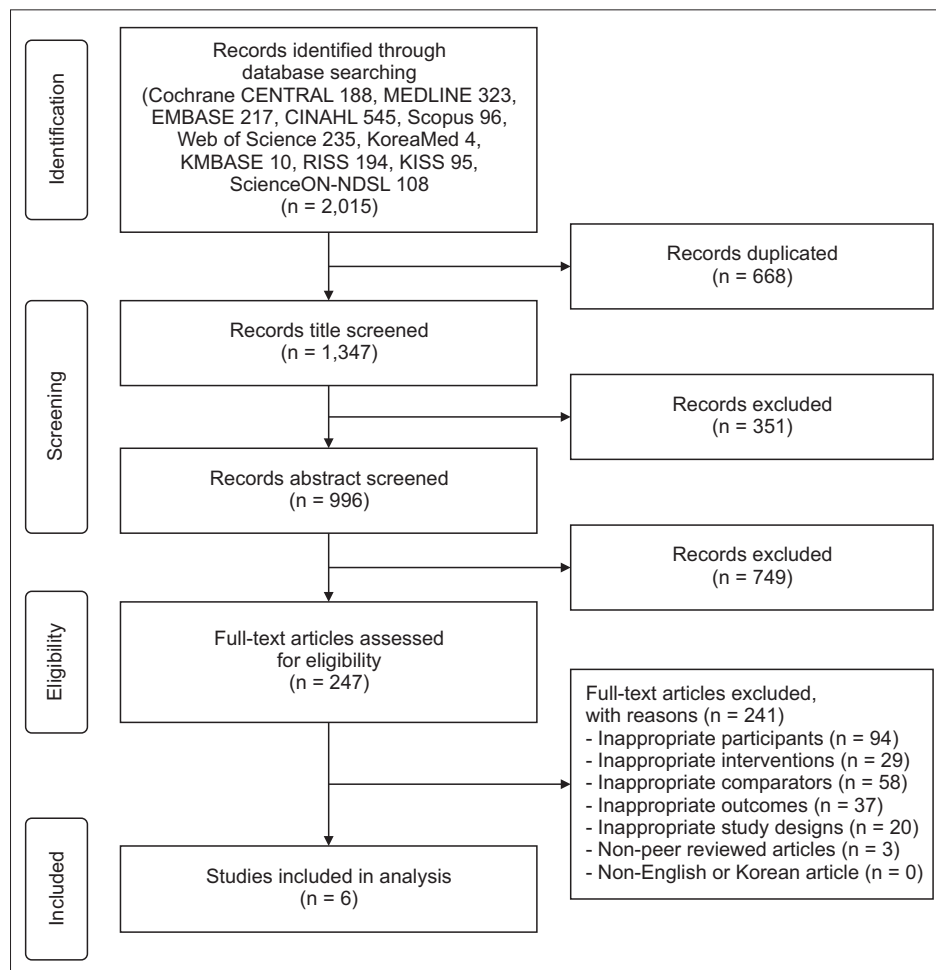 Identification
Records identified through
database searching
(Cochrane CENTRAL 188, MEDLINE 323,
EMBASE 217, CINAHL 545, Scopus 96,
Web of Science 235, KoreaMed 4,
KMBASE 10, RISS 194, KISS 95,
ScienceON-NDSL 108
(n = 2,015)
Records duplicated
(n = 668)
Screening
Records title screened
(n = 1,347)
Records excluded
(n = 351)
Records abstract screened
(n = 996)
Records excluded
(n = 749)
Eligibility
Full-text articles assessed
for eligibility
(n = 247)
Full-text articles excluded,
with reasons (n = 241)
- Inappropriate participants (n = 94)
- Inappropriate interventions (n = 29)
- Inappropriate comparators (n = 58)
- Inappropriate outcomes (n = 37)
- Inappropriate study designs (n = 20)
- Non-peer reviewed articles (n = 3)
- Non-English or Korean article (n = 0)
Included
Studies included in analysis
(n = 6)